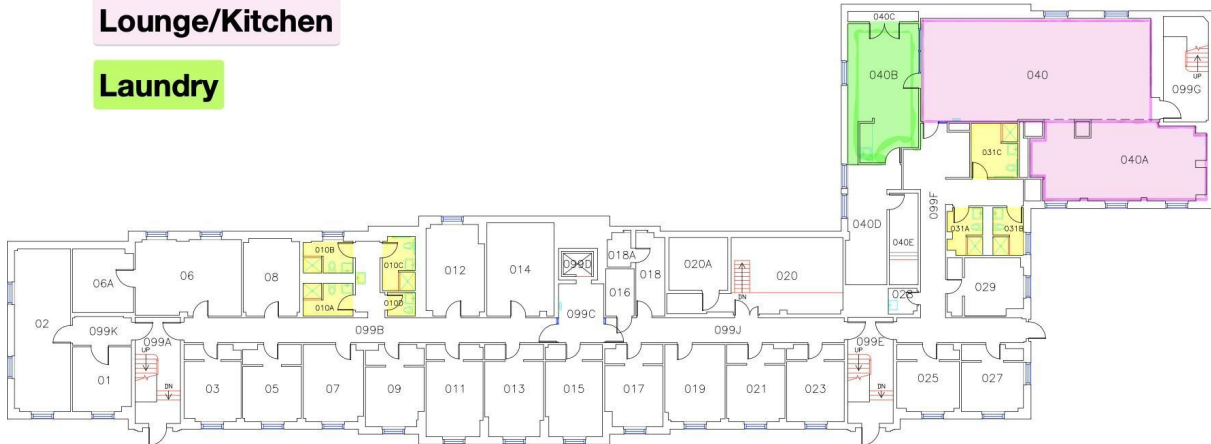 Lounge/Kitchen
Laundry
040C
040B
040
UP
099G
031C
040A
099F
040D
040E
031A
031B
010B
010C
012
014
099D
018A
018
020A
020
06A
06
08
016
DN
028
029
02
010A
010D
099C
099K
099A
099B
099J
099E
UP
UP
01
DN
03
05
07
09
011
013
015
017
019
021
023
DN
025
027